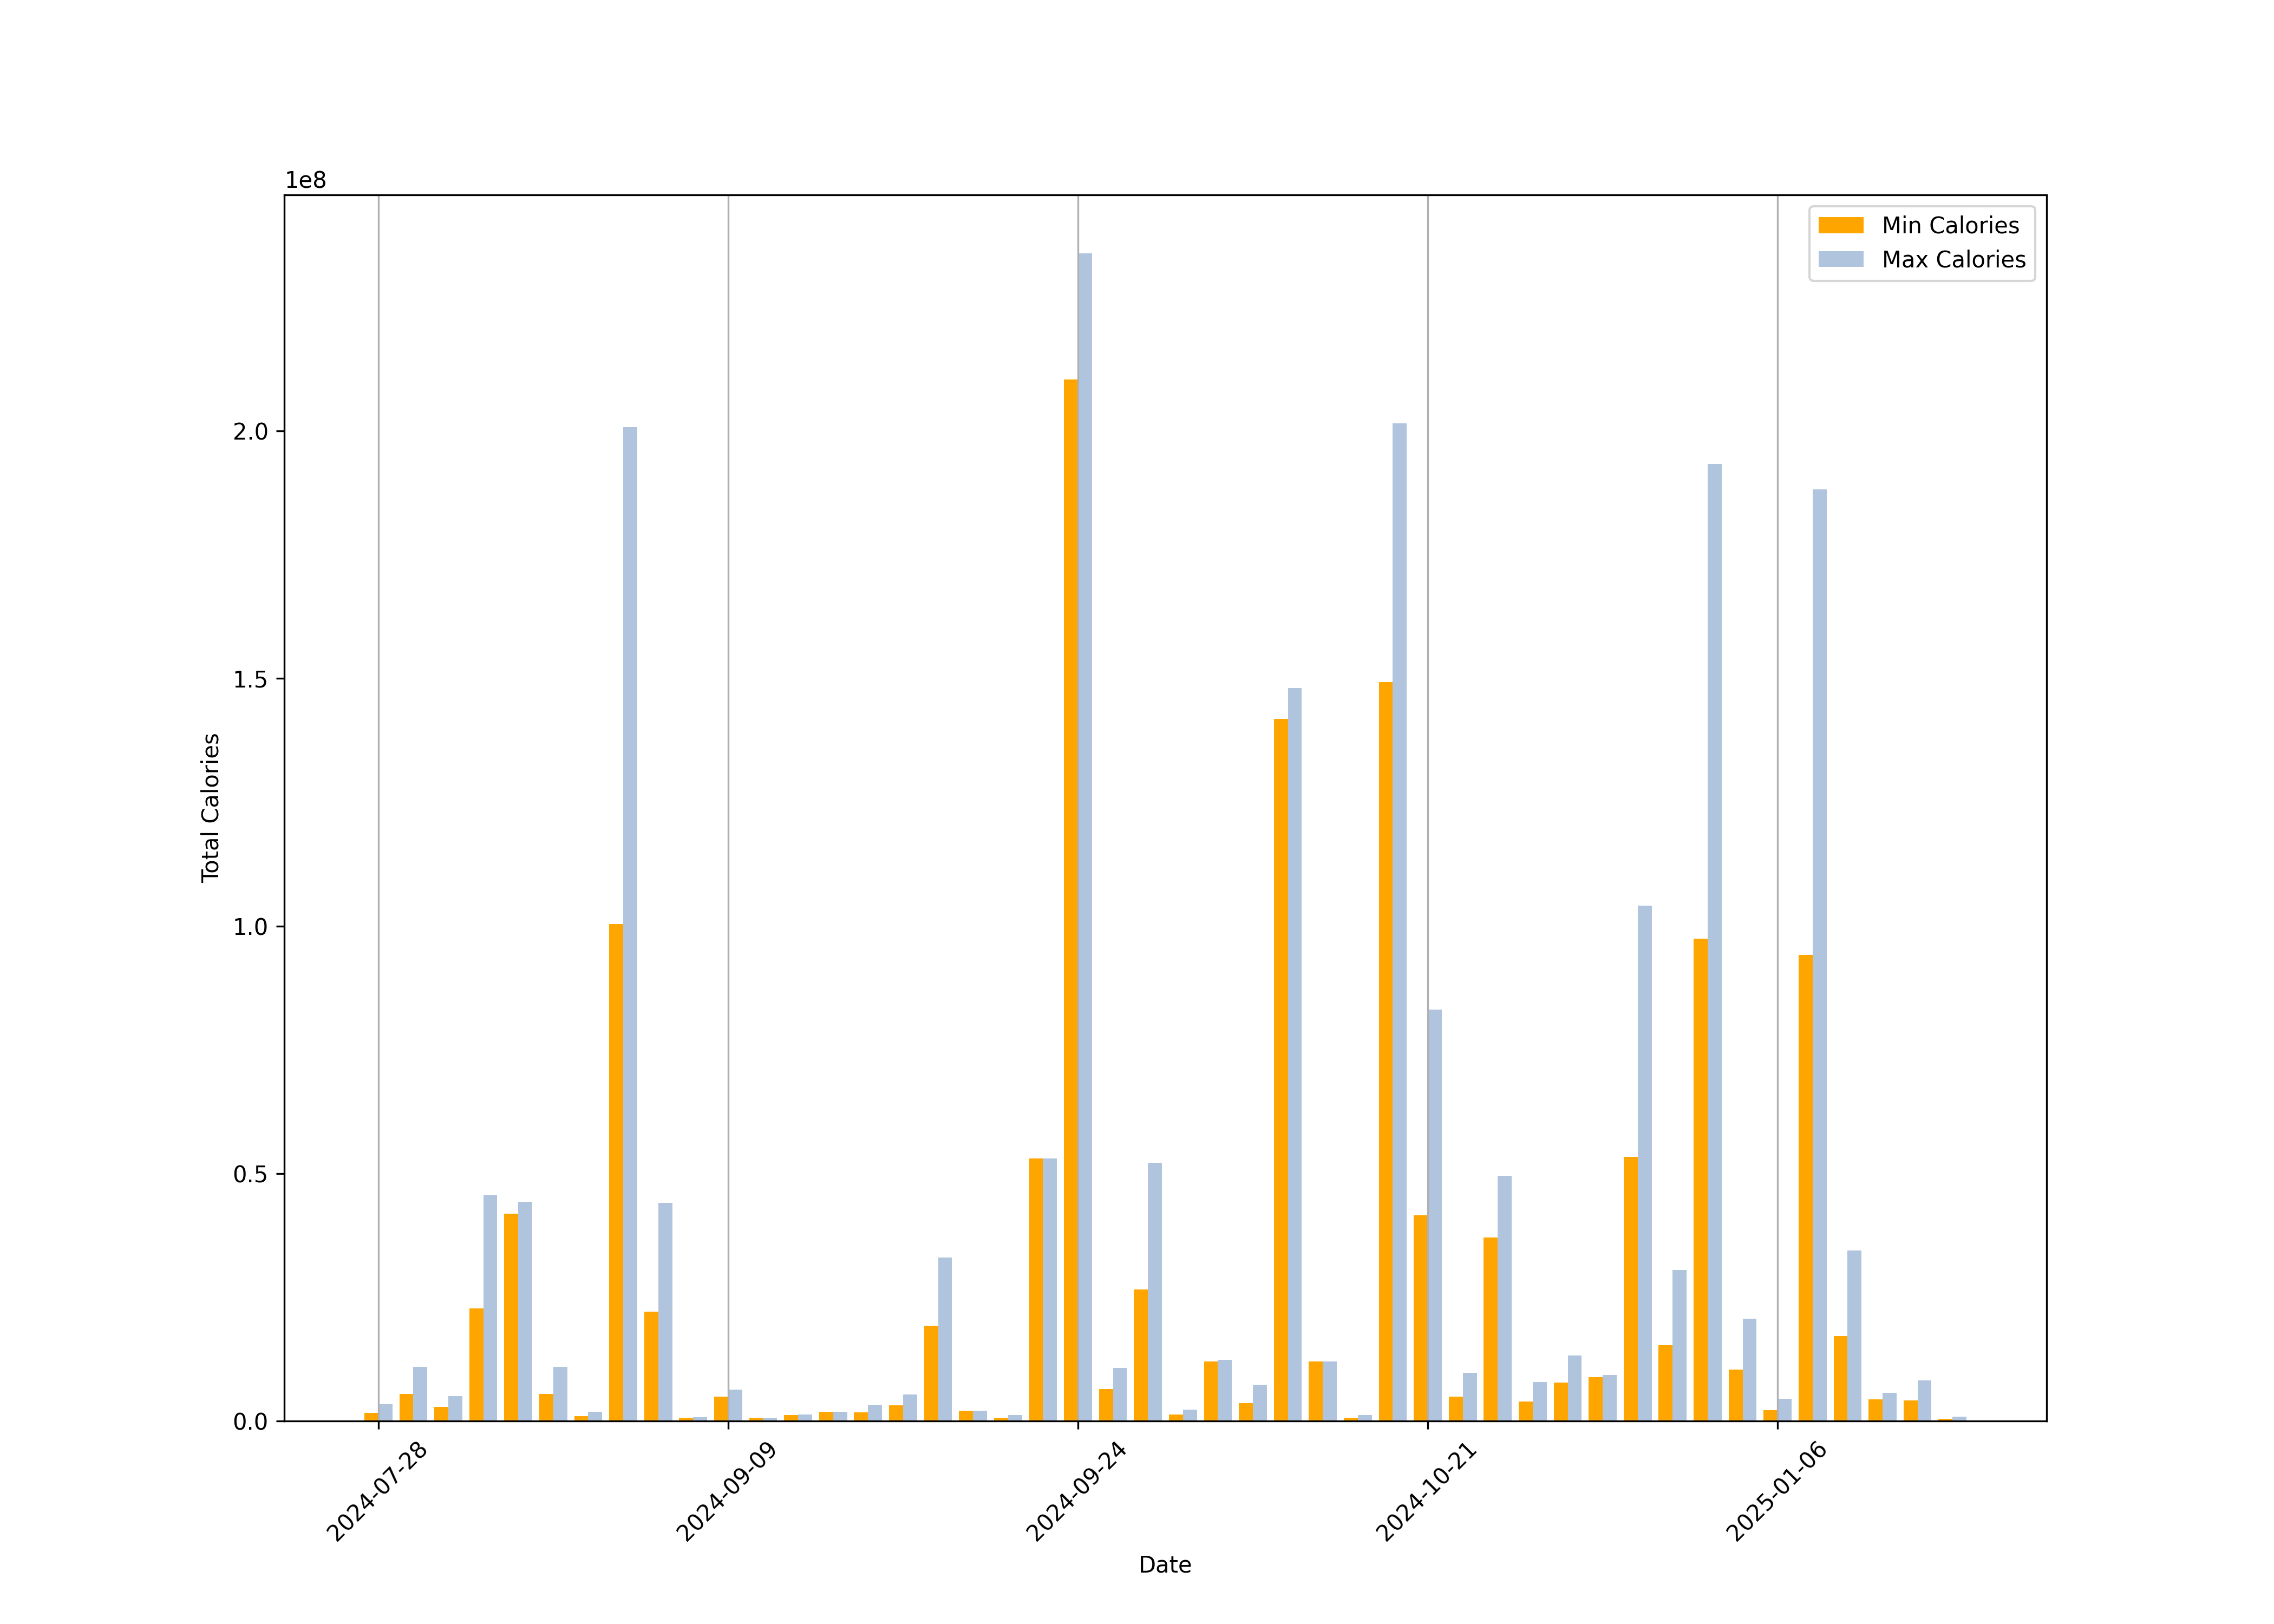 1e8
Min Calories
Max Calories
2.0
1.5
1.0
0.5
0.0
Total Calories
2024-07-28
2024-09-09
2024-09-24
2024-10-21
2025-01-06
Date